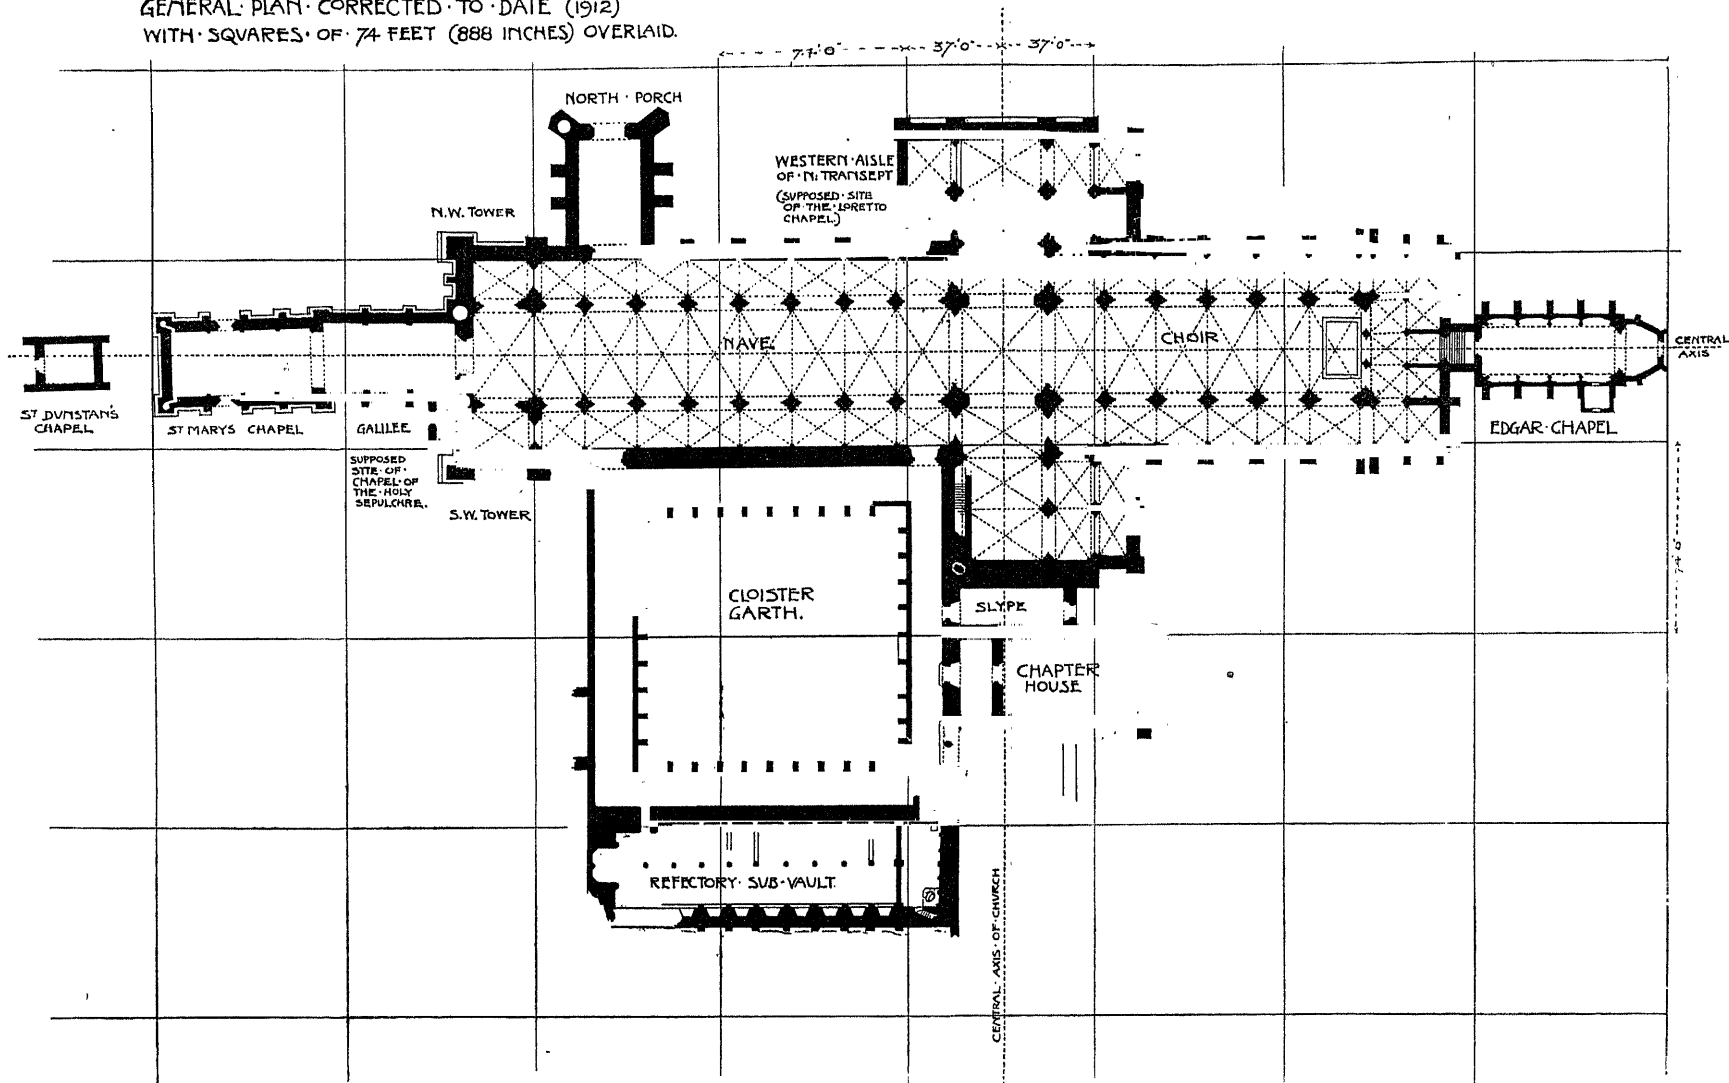 GENERAL · PLAN · CORRECTED · TO · DATE (1912)
WITH · SQVARES · OF · 74 FEET (888 INCHES) OVERLAID.
37'·0"
37'·0"
NORTH · PORCH
WESTERN · AISLE
OF · N: TRANSEPT
(SUPPOSED · SITE
OF · THE · LORETTO
CHAPEL.)
N.W. TOWER
NAVE.
CHOIR
CENTRAL
AXIS
ST DUNSTAN'S
CHAPEL
ST MARYS CHAPEL
GALILEE
EDGAR · CHAPEL
SUPPOSED
SITE · OF ·
CHAPEL · OF
THE · HOLY
SEPULCHRE.
S.W. TOWER
74'·0"
CLOISTER
GARTH.
SLYPE
CHAPTER
HOUSE
REFECTORY · SUB · VAULT.
CENTRAL · AXIS · OF · CHURCH